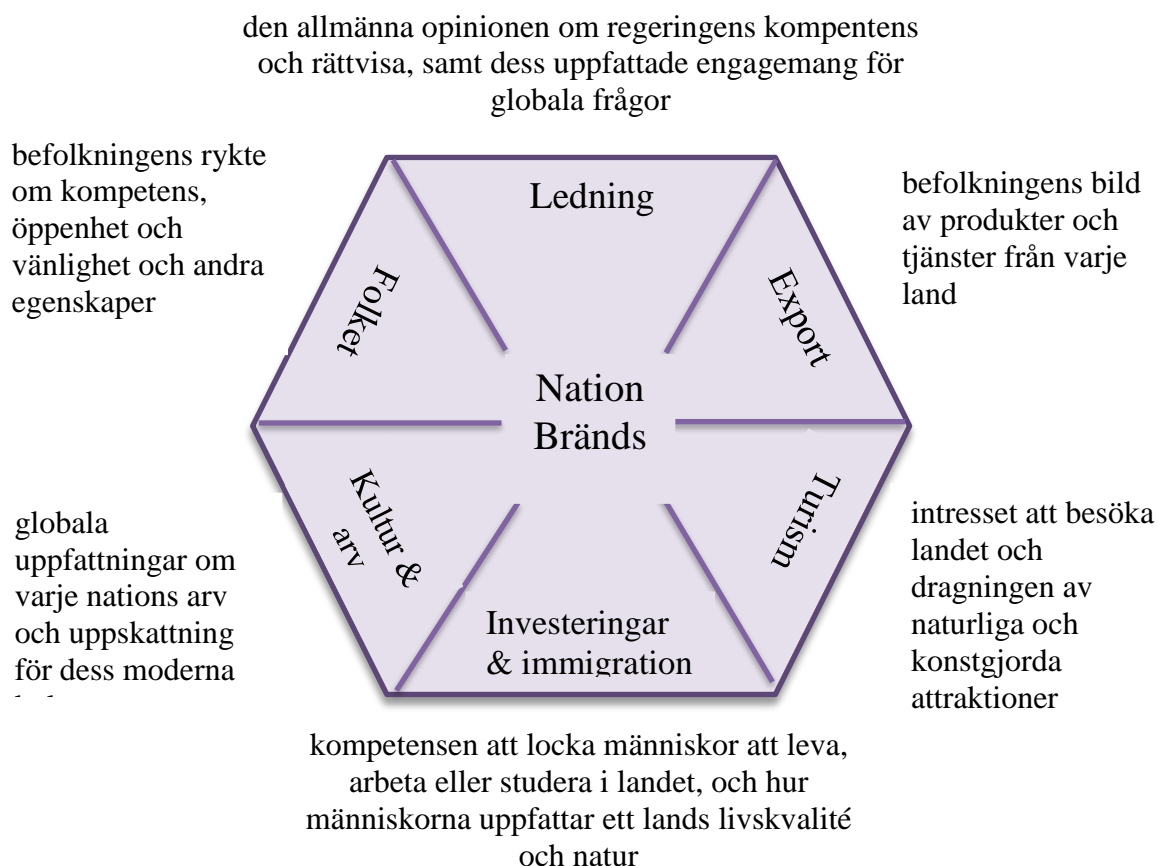 den allmänna opinionen om regeringens kompentens
och rättvisa, samt dess uppfattade engagemang för
globala frågor
befolkningens rykte
om kompetens,
öppenhet och
vänlighet och andra
egenskaper
Ledning
befolkningens bild
av produkter och
tjänster från varje
land
Folket
Export
Nation
Bränds
Kultur &
arv
Turism
globala
uppfattningar om
varje nations arv
och uppskattning
för dess moderna
intresset att besöka
landet och
dragningen av
naturliga och
konstgjorda
attraktioner
Investeringar
& immigration
kompetensen att locka människor att leva,
arbeta eller studera i landet, och hur
människorna uppfattar ett lands livskvalité
och natur